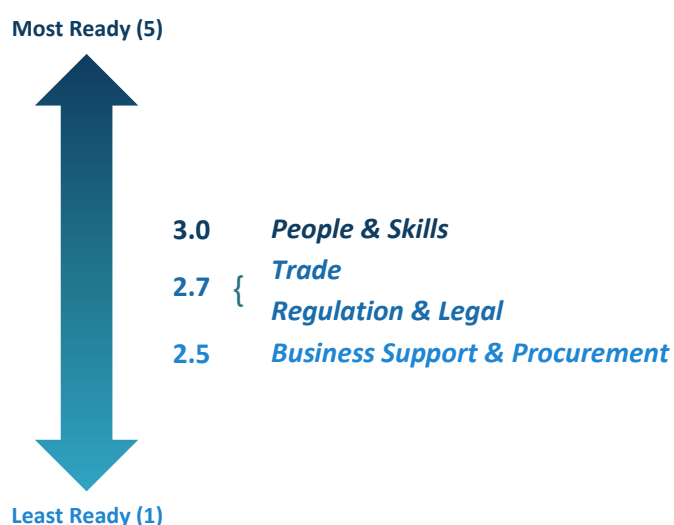 Most Ready (5)
3.0 People & Skills
2.7 { Trade
Regulation & Legal
2.5 Business Support & Procurement
Least Ready (1)